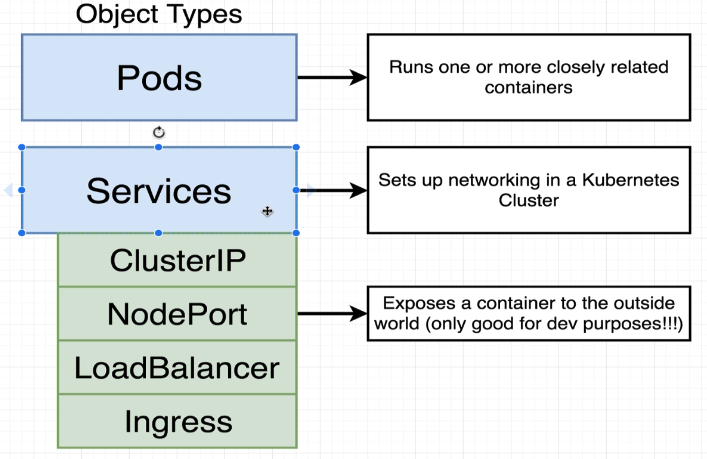 Object Types
Pods
Runs one or more closely related
containers
Services
Sets up networking in a Kubernetes
Cluster
ClusterIP
NodePort
Exposes a container to the outside
world (only good for dev purposes!!!)
LoadBalancer
Ingress